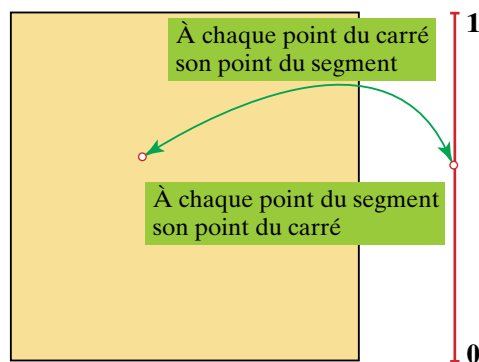 À chaque point du carré
son point du segment
1
À chaque point du segment
son point du carré
0